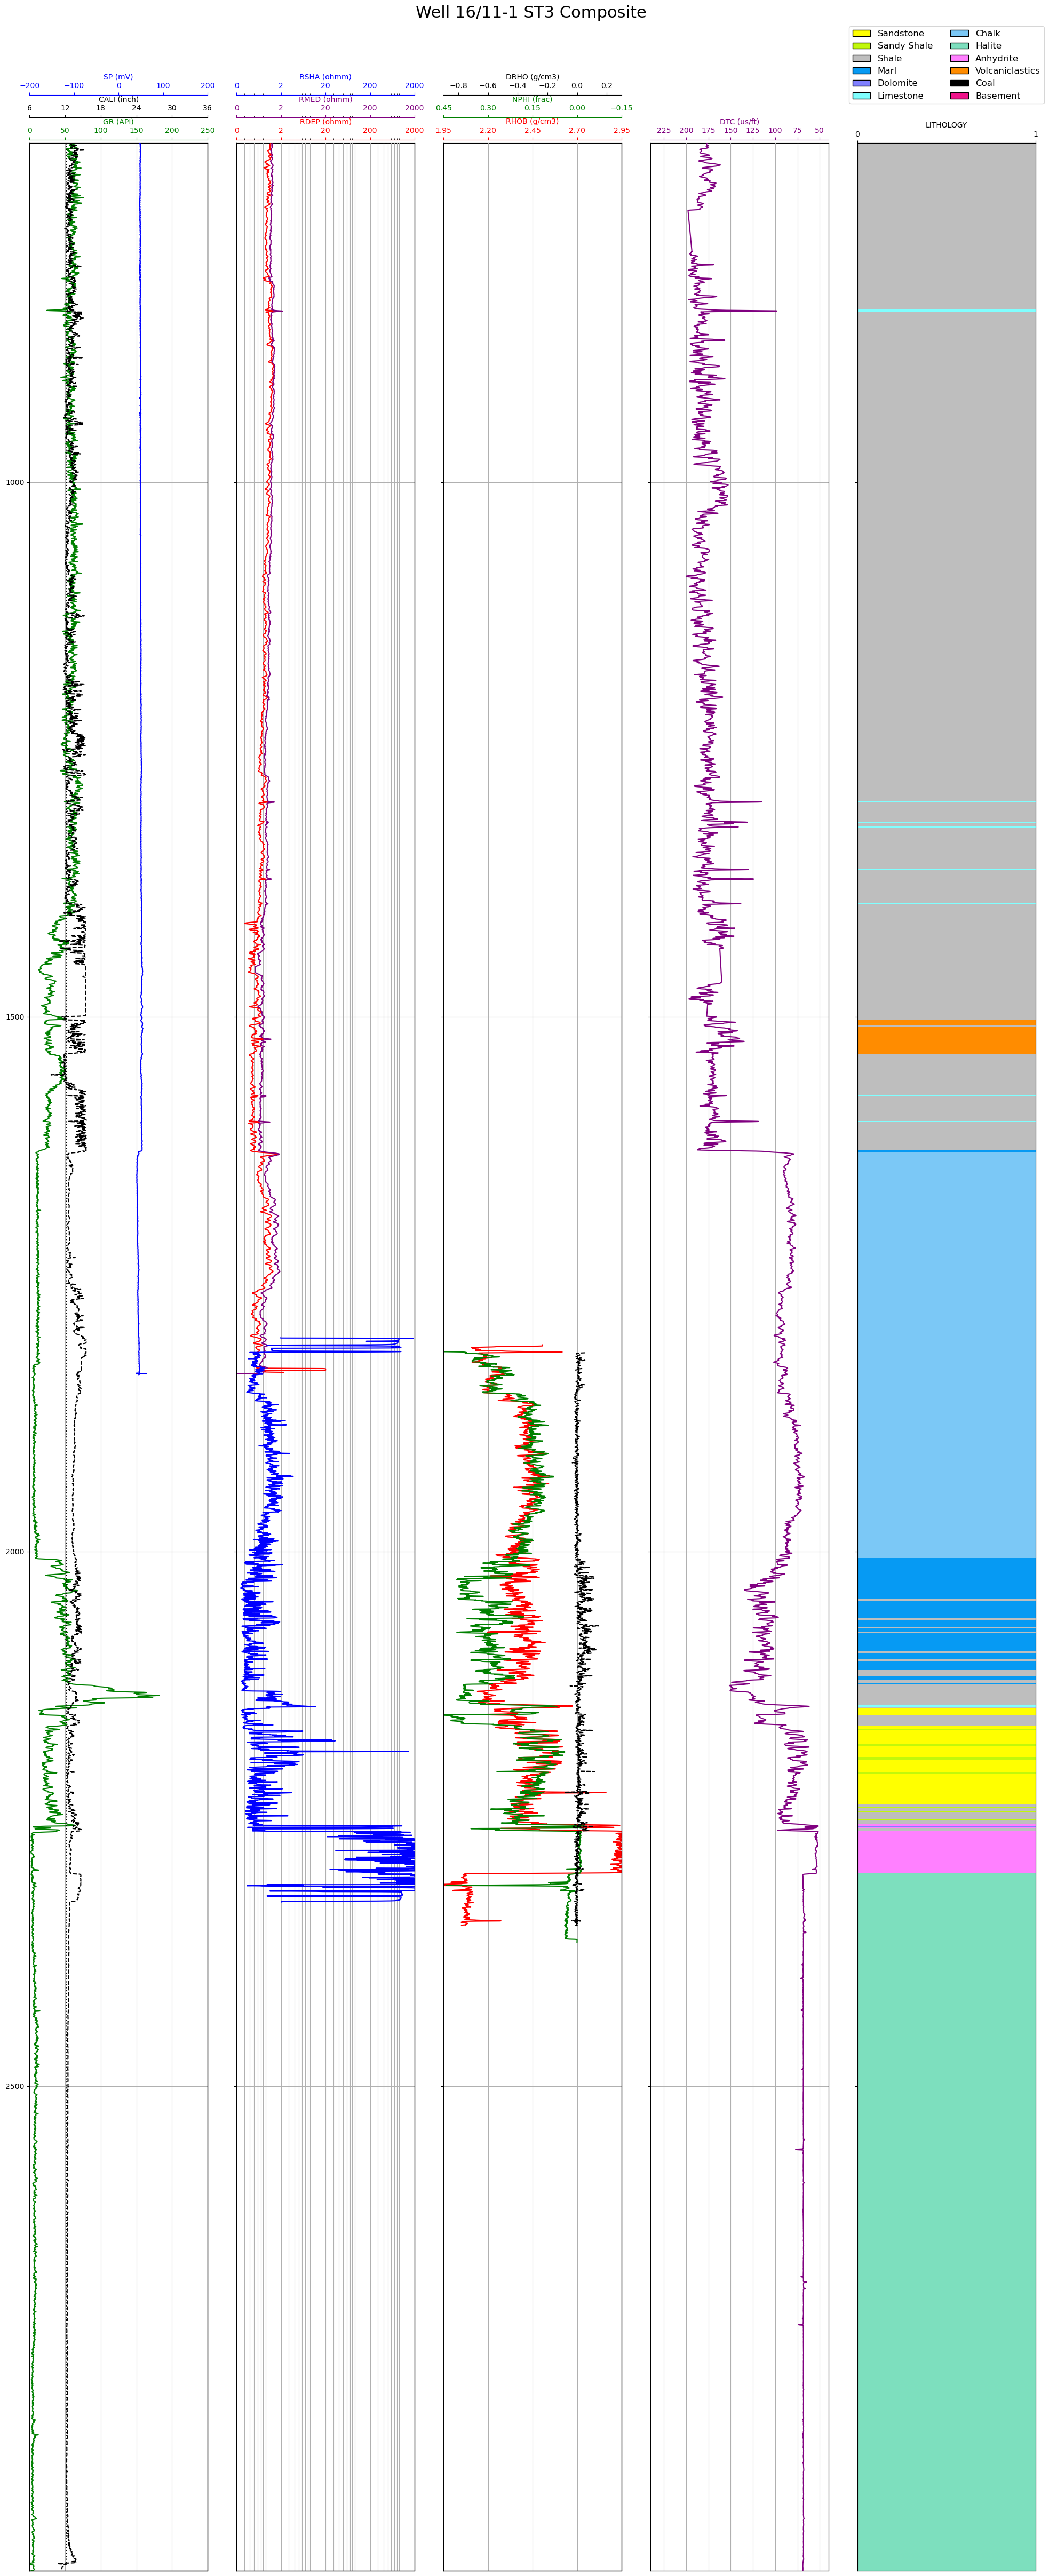 Well 16/11-1 ST3 Composite
Sandstone Chalk
Sandy Shale Halite
Shale Anhydrite
Marl Volcaniclastics
Dolomite Coal
Limestone Basement
SP (mV) RSHA (ohmm) DRHO (g/cm3)
−200 −100 0 100 200 0 2 20 200 2000 −0.8 −0.6 −0.4 −0.2 0.0 0.2
CALI (inch) RMED (ohmm) NPHI (frac)
6 12 18 24 30 36 0 2 20 200 2000 0.45 0.30 0.15 0.00 −0.15
GR (API) RDEP (ohmm) RHOB (g/cm3) DTC (us/ft) LITHOLOGY
0 50 100 150 200 250 0 2 20 200 2000 1.95 2.20 2.45 2.70 2.95 225 200 175 150 125 100 75 50 0 1
1000
1500
2000
2500